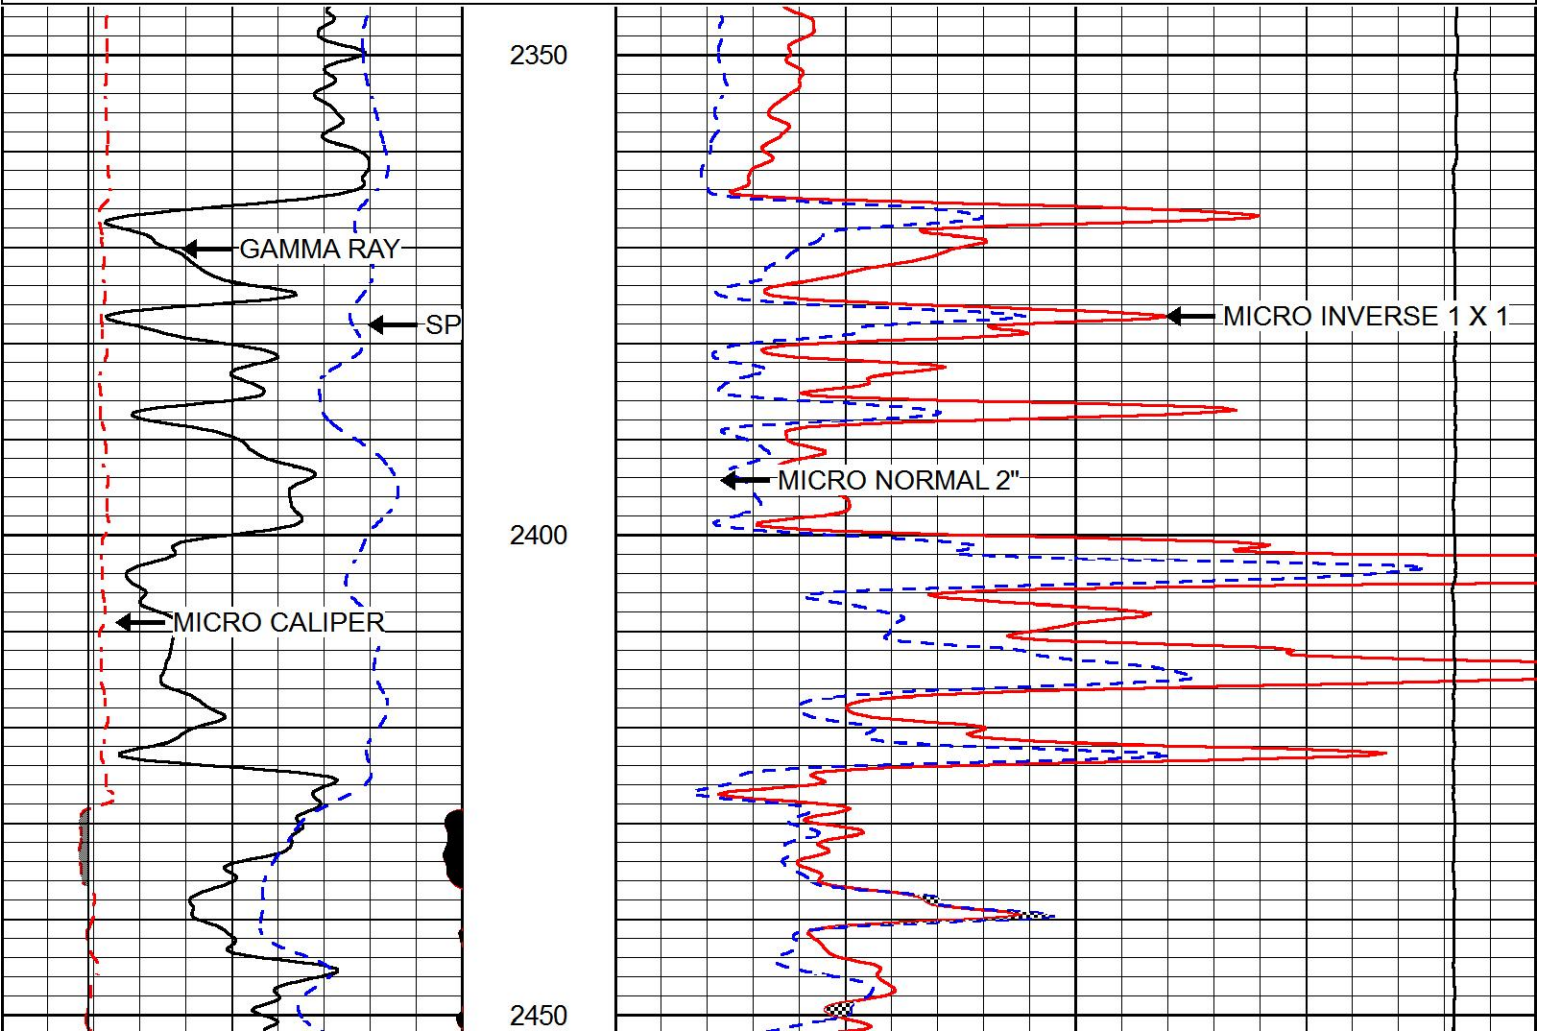 2350
GAMMA RAY
SP
MICRO INVERSE 1 X 1
MICRO NORMAL 2"
2400
MICRO CALIPER
2450